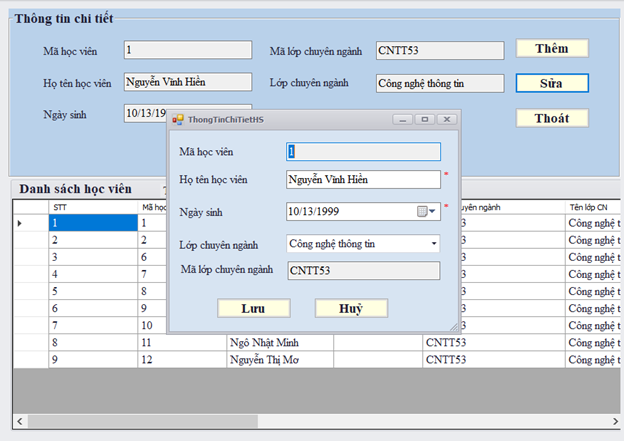 Thông tin chi tiết
Mã học viên 1 Mã lớp chuyên ngành CNTT53 Thêm
Họ tên học viên Nguyễn Vĩnh Hiền Lớp chuyên ngành Công nghệ thông tin Sửa
Ngày sinh 10/13/199 Thoát
ThongTinChiTietHS
Mã học viên 1
Họ tên học viên Nguyễn Vĩnh Hiền *
Ngày sinh 10/13/1999 *
Lớp chuyên ngành Công nghệ thông tin
Mã lớp chuyên ngành CNTT53
Lưu Huỷ
Danh sách học viên
STT Mã họ ngành Tên lớp CN
1 1 3 Công nghệ t
2 2 3 Công nghệ t
3 6 3 Công nghệ t
4 7 3 Công nghệ t
5 8 3 Công nghệ t
6 9 3 Công nghệ t
7 10 3 Công nghệ t
8 11 Ngô Nhật Minh CNTT53 Công nghệ t
9 12 Nguyễn Thị Mơ CNTT53 Công nghệ t